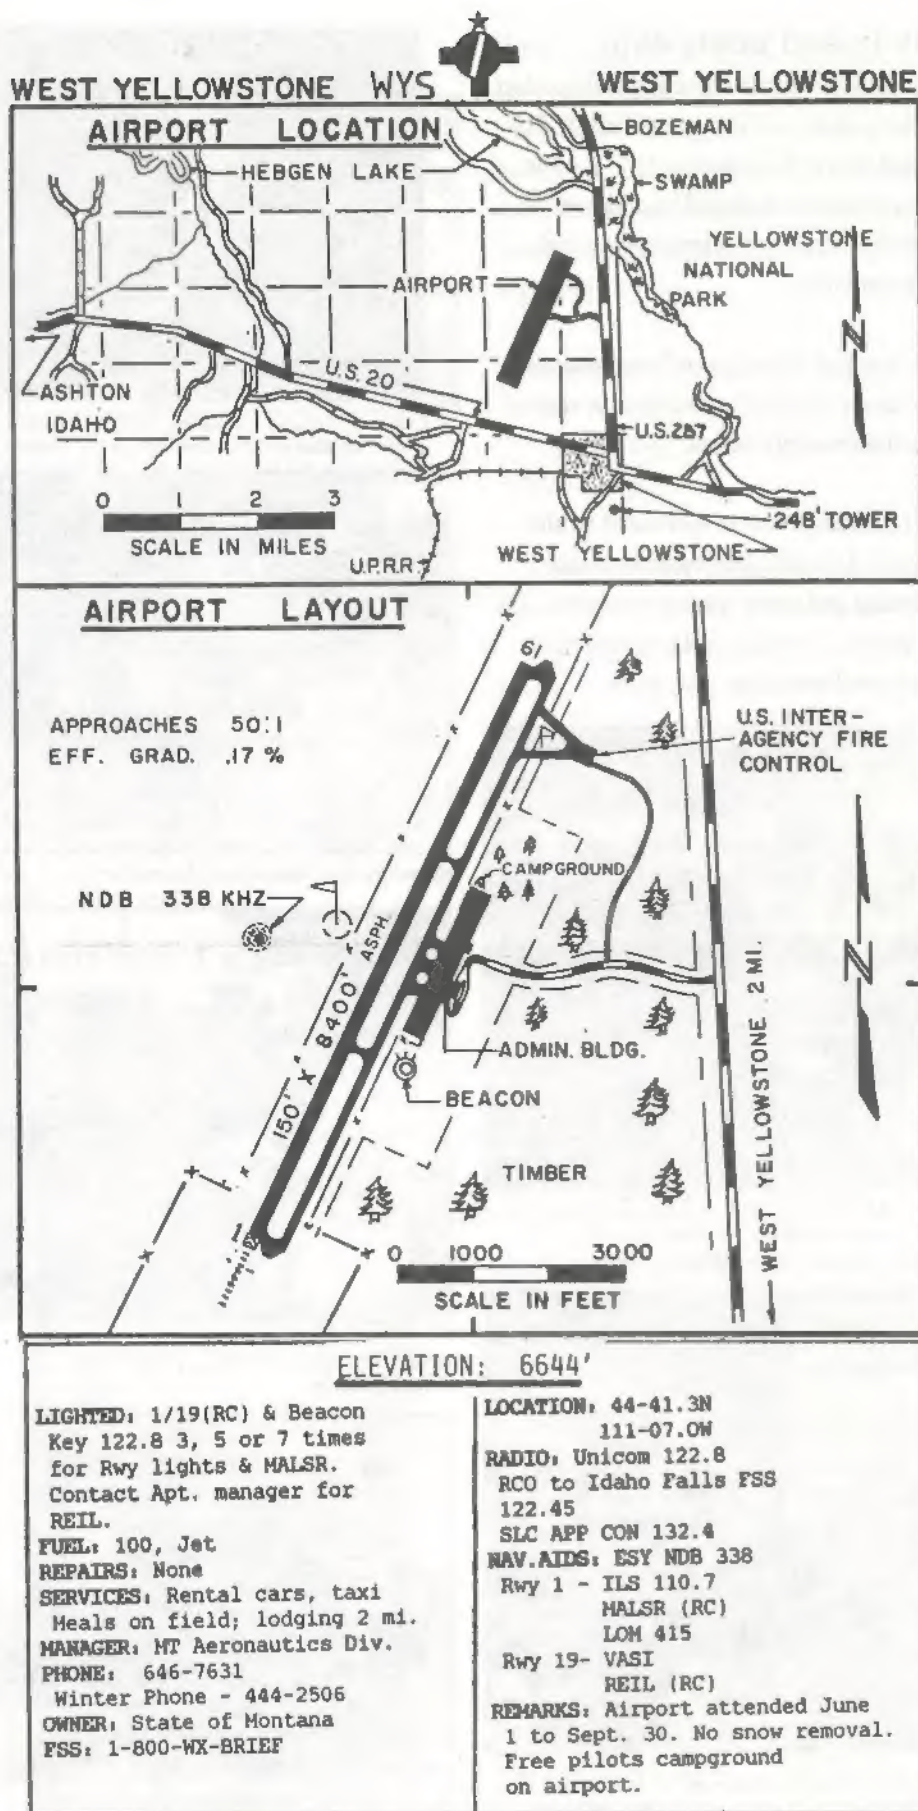 WEST YELLOWSTONE WYS WEST YELLOWSTONE
AIRPORT LOCATION
BOZEMAN
HEBGEN LAKE
SWAMP
YELLOWSTONE
NATIONAL
PARK
AIRPORT
N
U.S. 20
ASHTON
IDAHO
U.S. 287
0 1 2 3
SCALE IN MILES
'248' TOWER
WEST YELLOWSTONE
U.P.R.R.
AIRPORT LAYOUT
19
APPROACHES 50:1
EFF. GRAD. .17 %
U.S. INTER-
AGENCY FIRE
CONTROL
CAMPGROUND
NDB 338 KHZ
150' X 8400' ASPH.
N
ADMIN. BLDG.
BEACON
TIMBER
WEST YELLOWSTONE .2 MI.
0 1000 3000
SCALE IN FEET
ELEVATION: 6644'
LIGHTED: 1/19(RC) & Beacon
Key 122.8 3, 5 or 7 times
for Rwy lights & MALSR.
Contact Apt. manager for
REIL.
FUEL: 100, Jet
REPAIRS: None
SERVICES: Rental cars, taxi
Meals on field; lodging 2 mi.
MANAGER: MT Aeronautics Div.
PHONE: 646-7631
Winter Phone - 444-2506
OWNER: State of Montana
FSS: 1-800-WX-BRIEF
LOCATION: 44-41.3N
111-07.0W
RADIO: Unicom 122.8
RCO to Idaho Falls FSS
122.45
SLC APP CON 132.4
NAV.AIDS: ESY NDB 338
Rwy 1 - ILS 110.7
MALSR (RC)
LOM 415
Rwy 19- VASI
REIL (RC)
REMARKS: Airport attended June
1 to Sept. 30. No snow removal.
Free pilots campground
on airport.